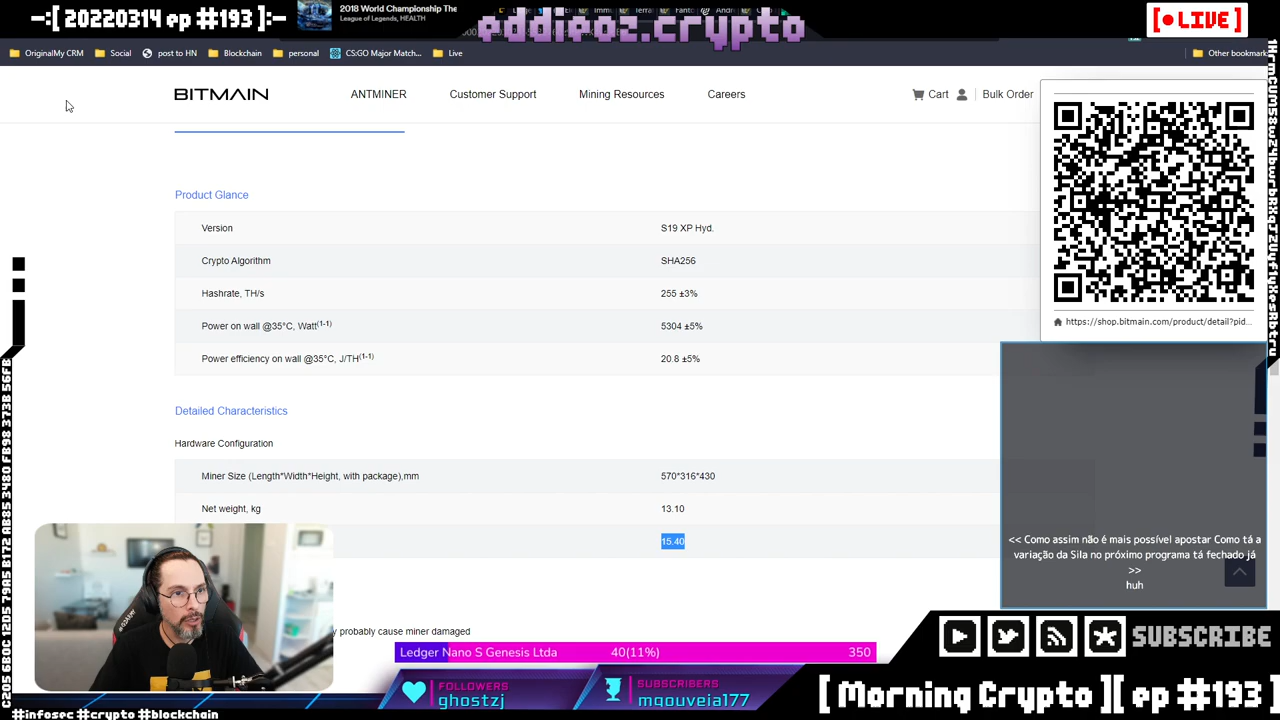 —:[ 20220314 ep #193 ]:—
2018 World Championship The
League of Legends, HEALTH
eddieoz.crypto
[● LIVE ]
OriginalMy CRM
Social
post to HN
Blockchain
personal
CS:GO Major Match...
Live
Other bookmark
BITMAIN
ANTMINER
Customer Support
Mining Resources
Careers
Cart
Bulk Order
Product Glance
Version S19 XP Hyd.
Crypto Algorithm SHA256
Hashrate, TH/s 255 ±3%
Power on wall @35°C, Watt(1-1) 5304 ±5%
Power efficiency on wall @35°C, J/TH(1-1) 20.8 ±5%
Detailed Characteristics
Hardware Configuration
Miner Size (Length*Width*Height, with package),mm 570*316*430
Net weight, kg 13.10
15.40
y probably cause miner damaged
https://shop.bitmain.com/product/detail?pid...
<< Como assim não é mais possível apostar Como tá a
variação da Sila no próximo programa tá fechado já
>>
huh
Ledger Nano S Genesis Ltda 40(11%) 350
FOLLOWERS
ghostzj
SUBSCRIBERS
mgouveia177
SUBSCRIBE
[ Morning Crypto ][ ep #193 ]
#infosec #crypto #blockchain